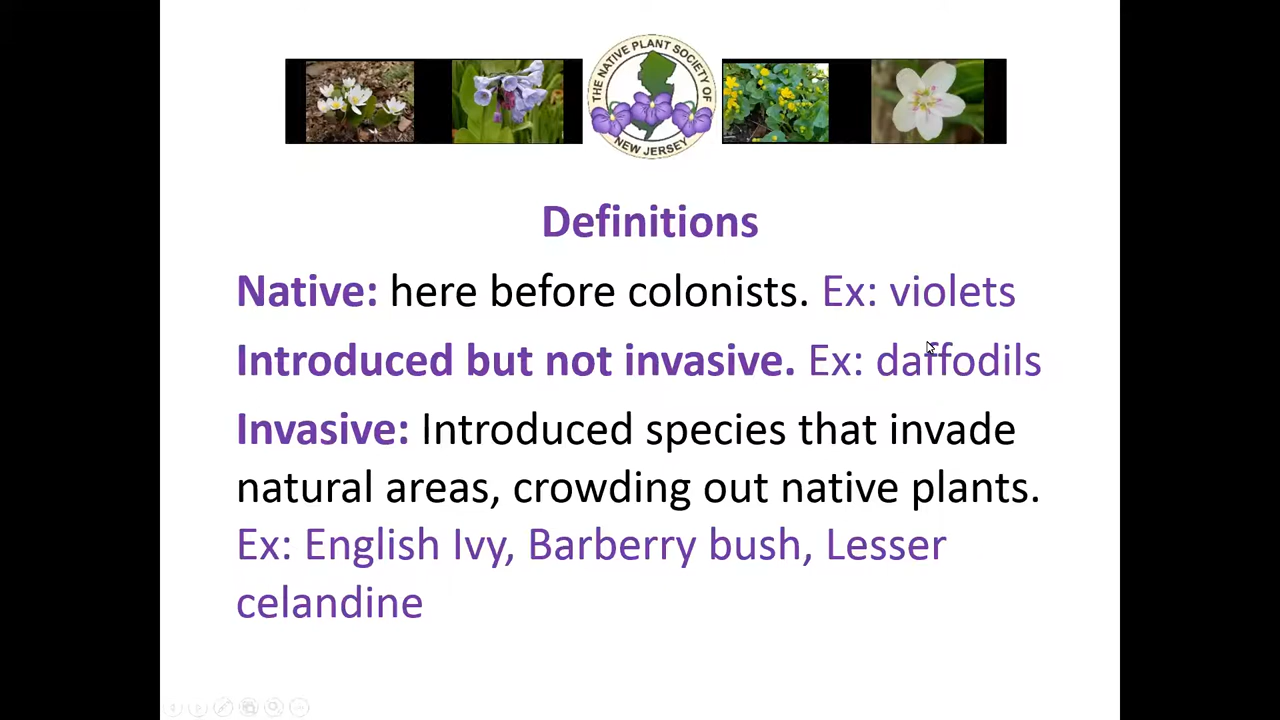 THE NATIVE PLANT SOCIETY OF
NEW JERSEY
Definitions
Native: here before colonists. Ex: violets
Introduced but not invasive. Ex: daffodils
Invasive: Introduced species that invade
natural areas, crowding out native plants.
Ex: English Ivy, Barberry bush, Lesser
celandine